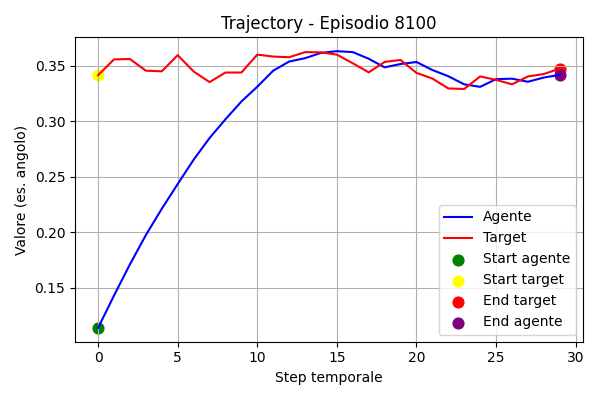 Trajectory - Episodio 8100
Valore (es. angolo)
0.35
0.30
0.25
0.20
0.15
0
5
10
15
20
25
30
Step temporale
Agente
Target
Start agente
Start target
End target
End agente